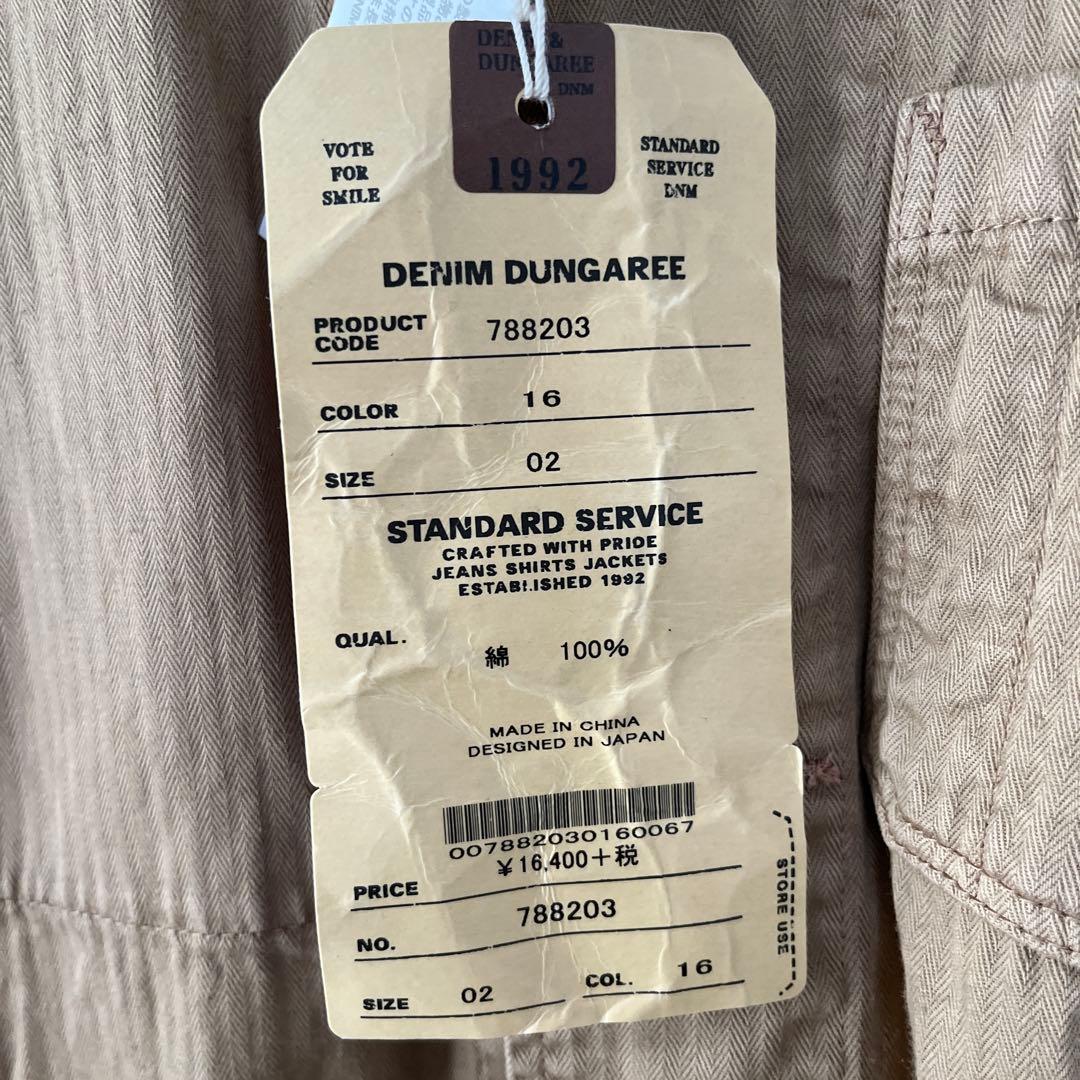 DENIM &
DUNGAREE
DNM
1992
VOTE
FOR
SMILE
STANDARD
SERVICE
DNM
DENIM DUNGAREE
PRODUCT
CODE 788203
COLOR 16
SIZE 02
STANDARD SERVICE
CRAFTED WITH PRIDE
JEANS SHIRTS JACKETS
ESTABLISHED 1992
QUAL. 綿 100%
MADE IN CHINA
DESIGNED IN JAPAN
007882030160067
¥16,400+税
PRICE
788203
NO.
SIZE 02 COL. 16
STORE USE